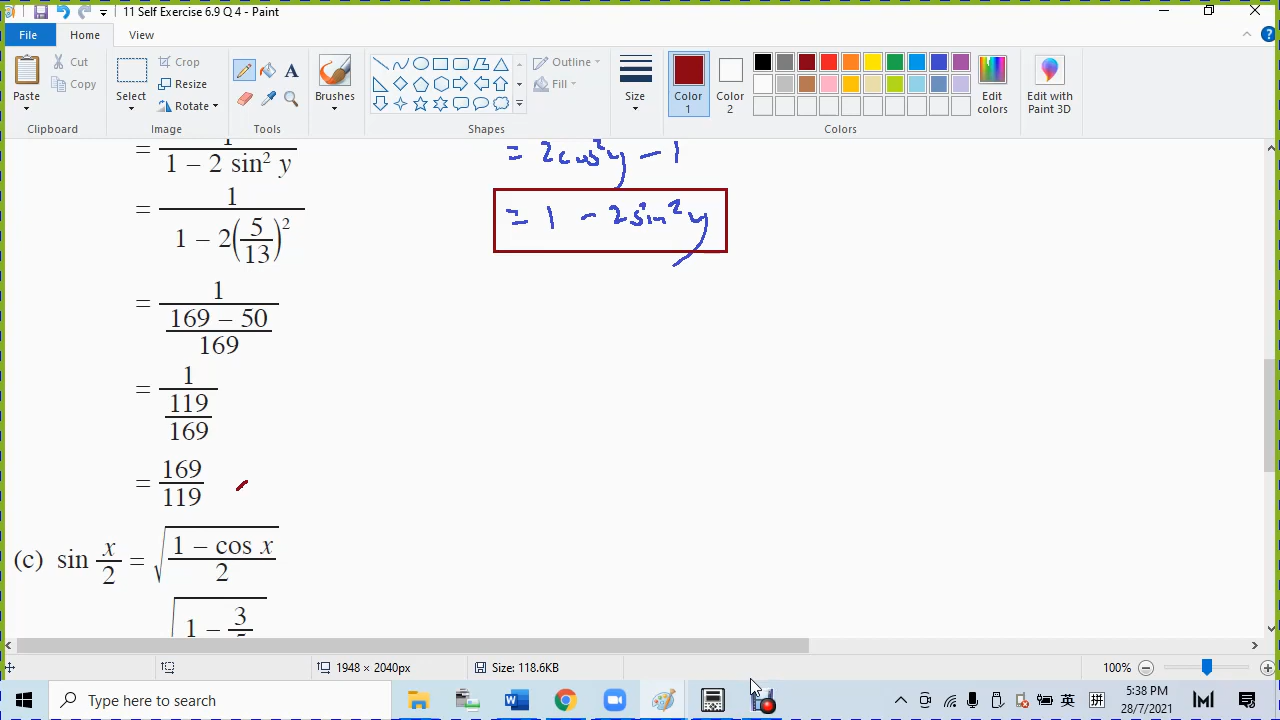 11 Self Exercise 6.9 Q 4 - Paint
File Home View
Paste Cut Copy Clipboard
Select Crop Resize Rotate Image
Tools
Brushes
Outline Fill Shapes
Size
Color 1 Color 2
Edit colors
Colors
Edit with Paint 3D
= 1/(1 − 2 sin² y)
= 1/(1 − 2(5/13)²)
= 1/((169 − 50)/169)
= 1/(119/169)
= 169/119
(c) sin x/2 = √((1 − cos x)/2)
√(1 − 3/5
= 2cos²y − 1
= 1 − 2sin²y
1948 × 2040px
Size: 118.6KB
100%
Type here to search
英 拼
5:38 PM
28/7/2021